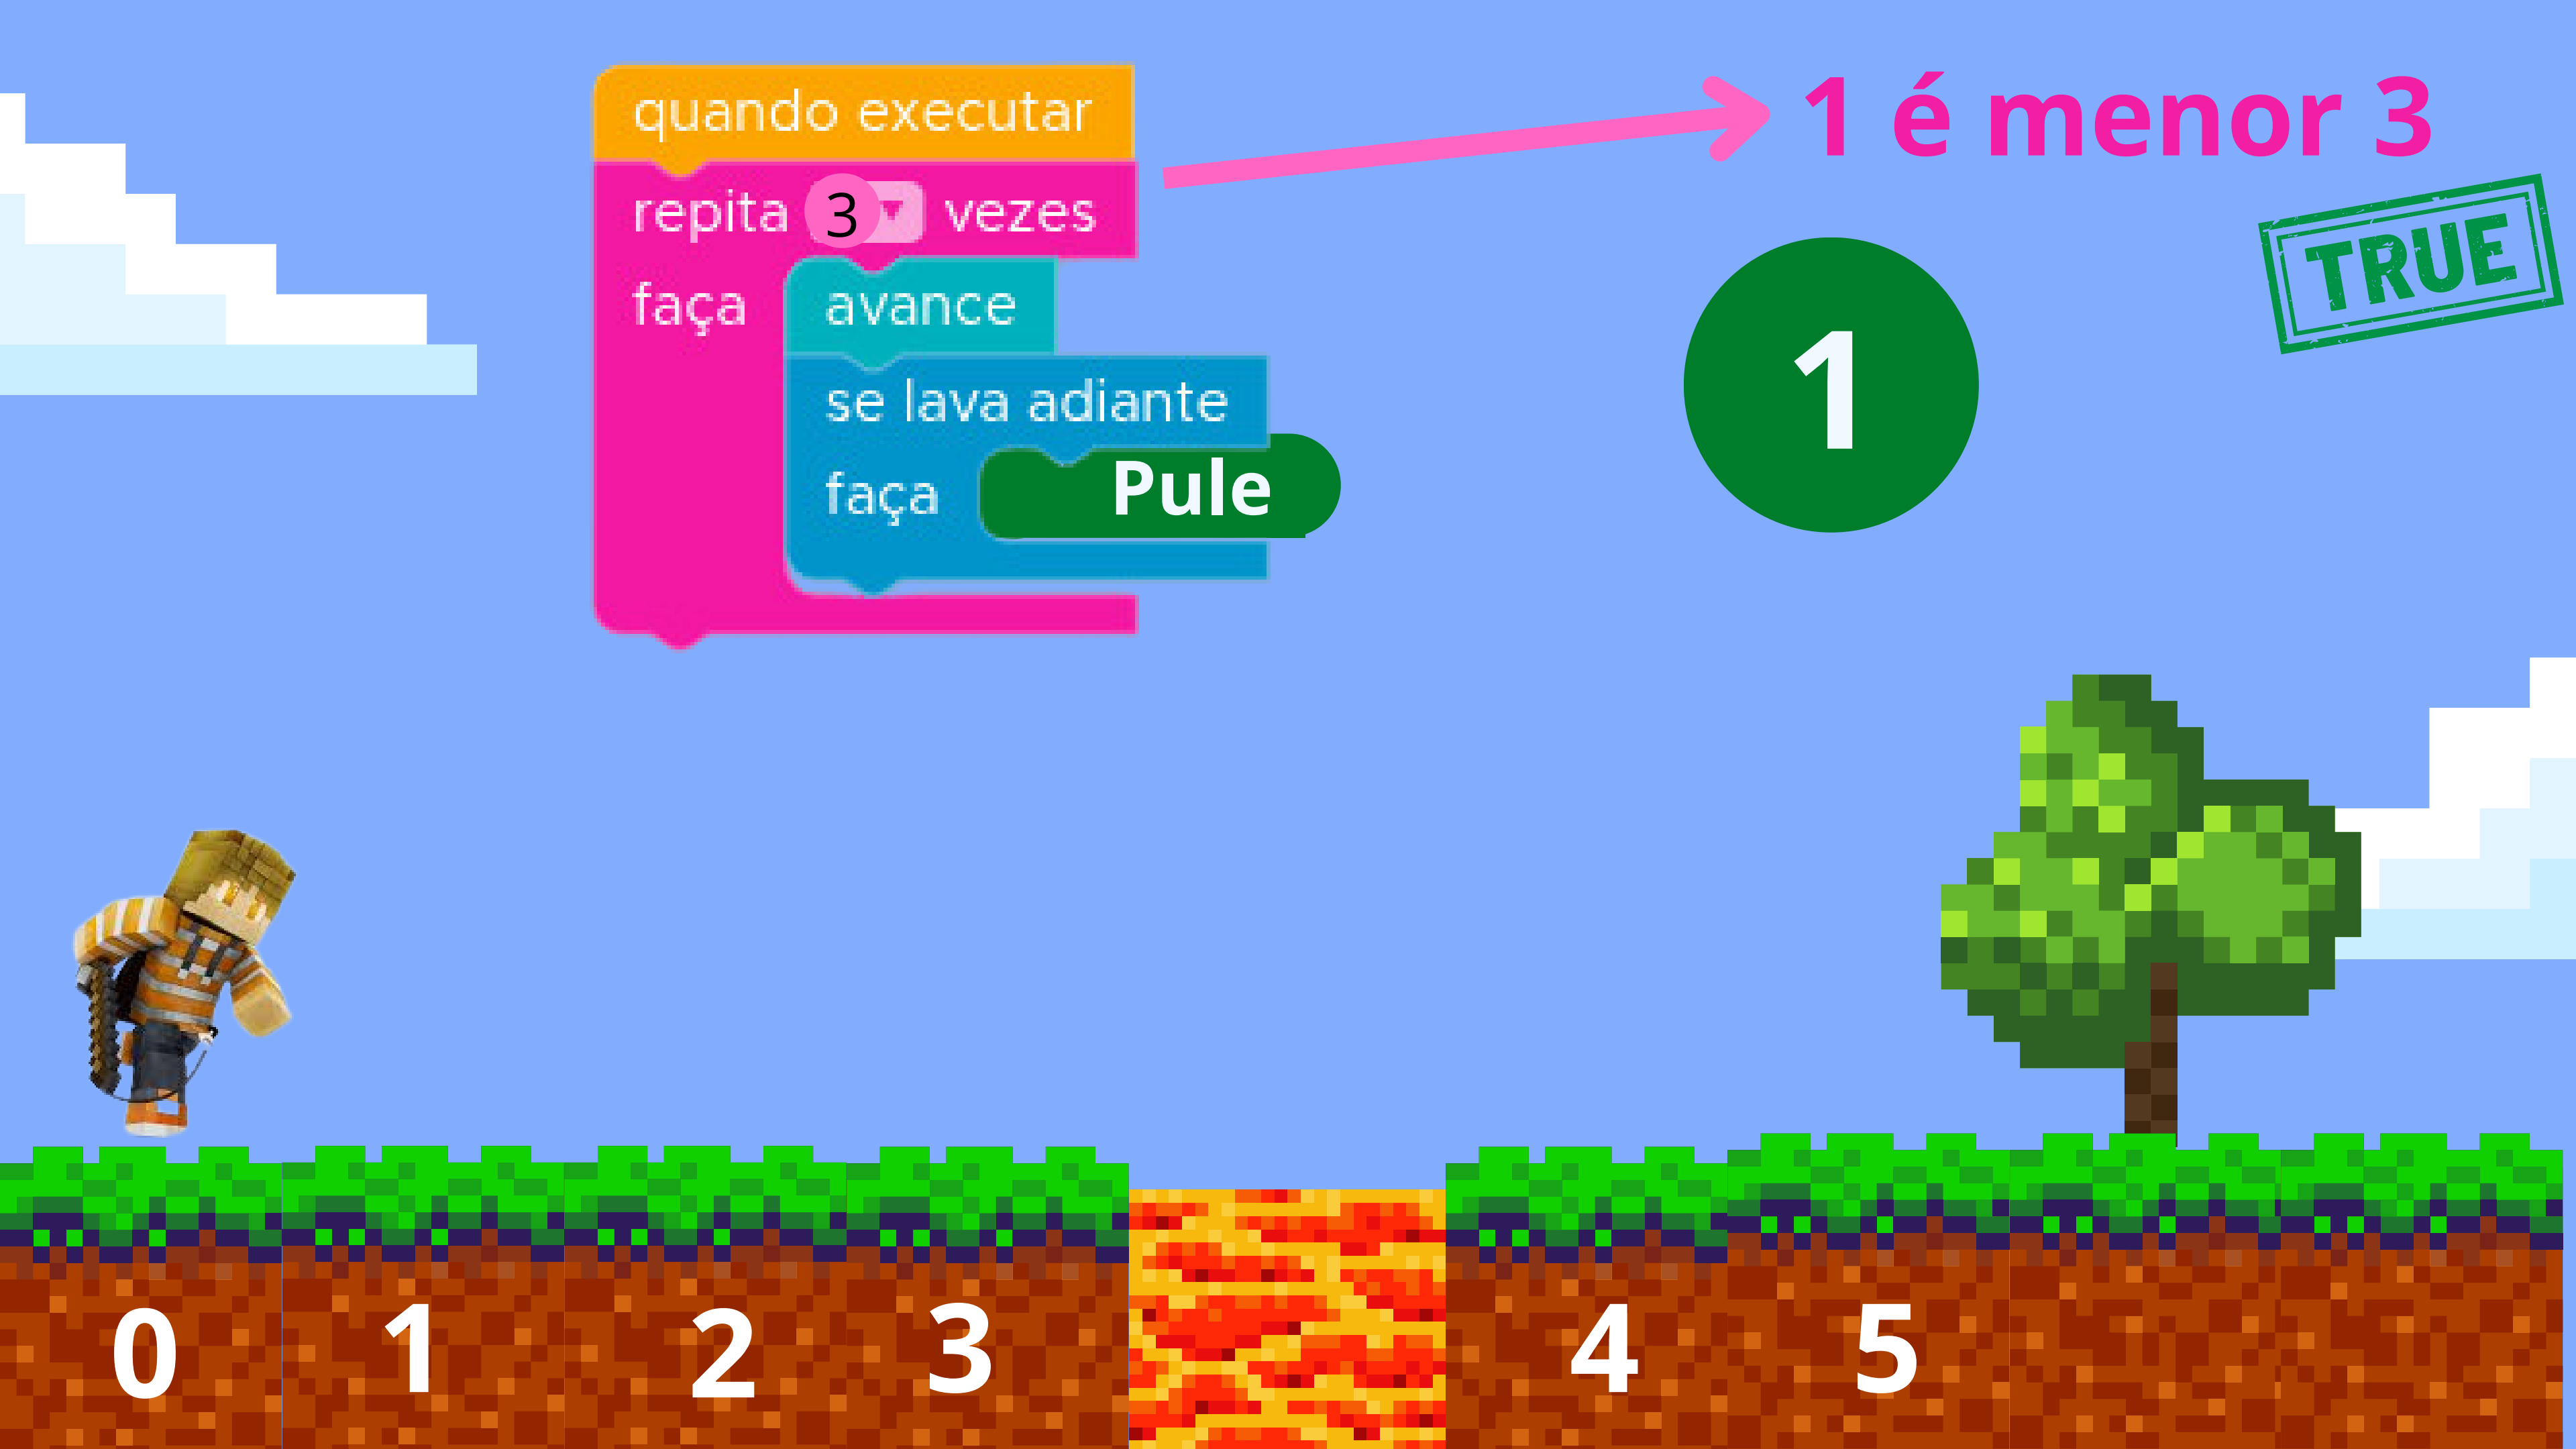 quando executar
repita 3 vezes
faça avance
se lava adiante
faça Pule
1 é menor 3
TRUE
1
0 1 2 3 4 5